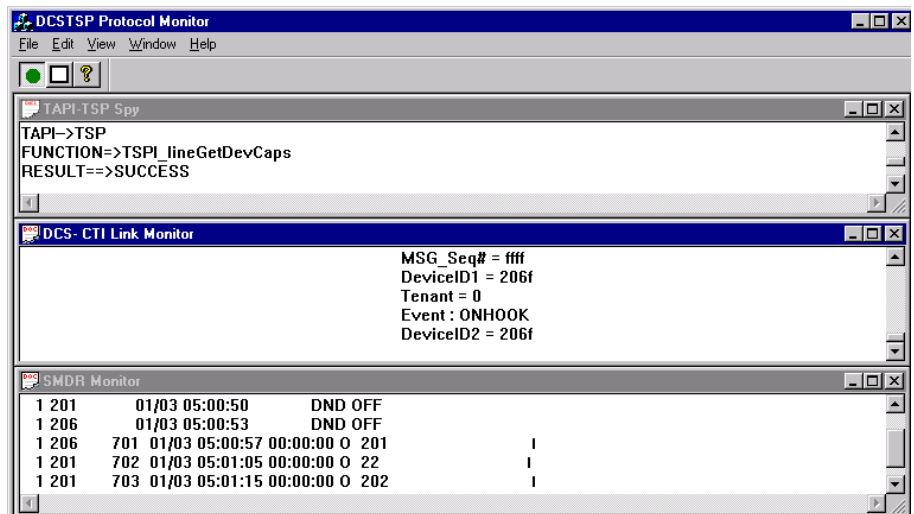 DCSTSP Protocol Monitor
File Edit View Window Help
TAPI-TSP Spy
TAPI->TSP
FUNCTION=>TSPI_lineGetDevCaps
RESULT==>SUCCESS
DCS- CTI Link Monitor
MSG_Seq# = ffff
DeviceID1 = 206f
Tenant = 0
Event : ONHOOK
DeviceID2 = 206f
SMDR Monitor
1 201 01/03 05:00:50 DND OFF
1 206 01/03 05:00:53 DND OFF
1 206 701 01/03 05:00:57 00:00:00 O 201 I
1 201 702 01/03 05:01:05 00:00:00 O 22 I
1 201 703 01/03 05:01:15 00:00:00 O 202 I